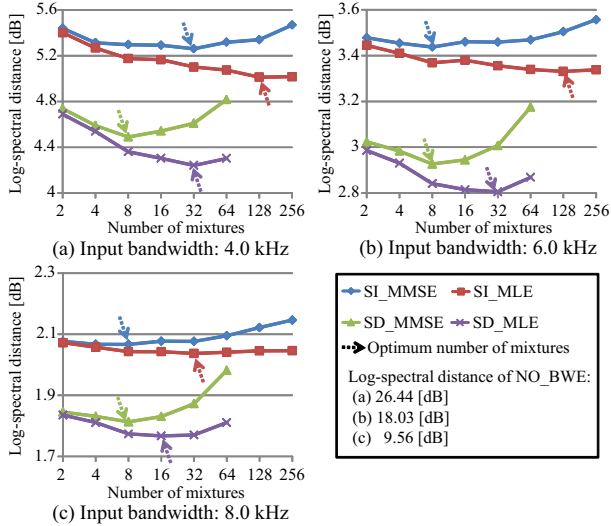 Log-spectral distance [dB]
6
5.6
5.2
4.8
4.4
4
2 4 8 16 32 64 128 256
Number of mixtures
(a) Input bandwidth: 4.0 kHz
Log-spectral distance [dB]
3.6
3.4
3.2
3
2.8
2 4 8 16 32 64 128 256
Number of mixtures
(b) Input bandwidth: 6.0 kHz
Log-spectral distance [dB]
2.3
2.1
1.9
1.7
2 4 8 16 32 64 128 256
Number of mixtures
(c) Input bandwidth: 8.0 kHz
SI_MMSE SI_MLE
SD_MMSE SD_MLE
Optimum number of mixtures
Log-spectral distance of NO_BWE:
(a) 26.44 [dB]
(b) 18.03 [dB]
(c) 9.56 [dB]